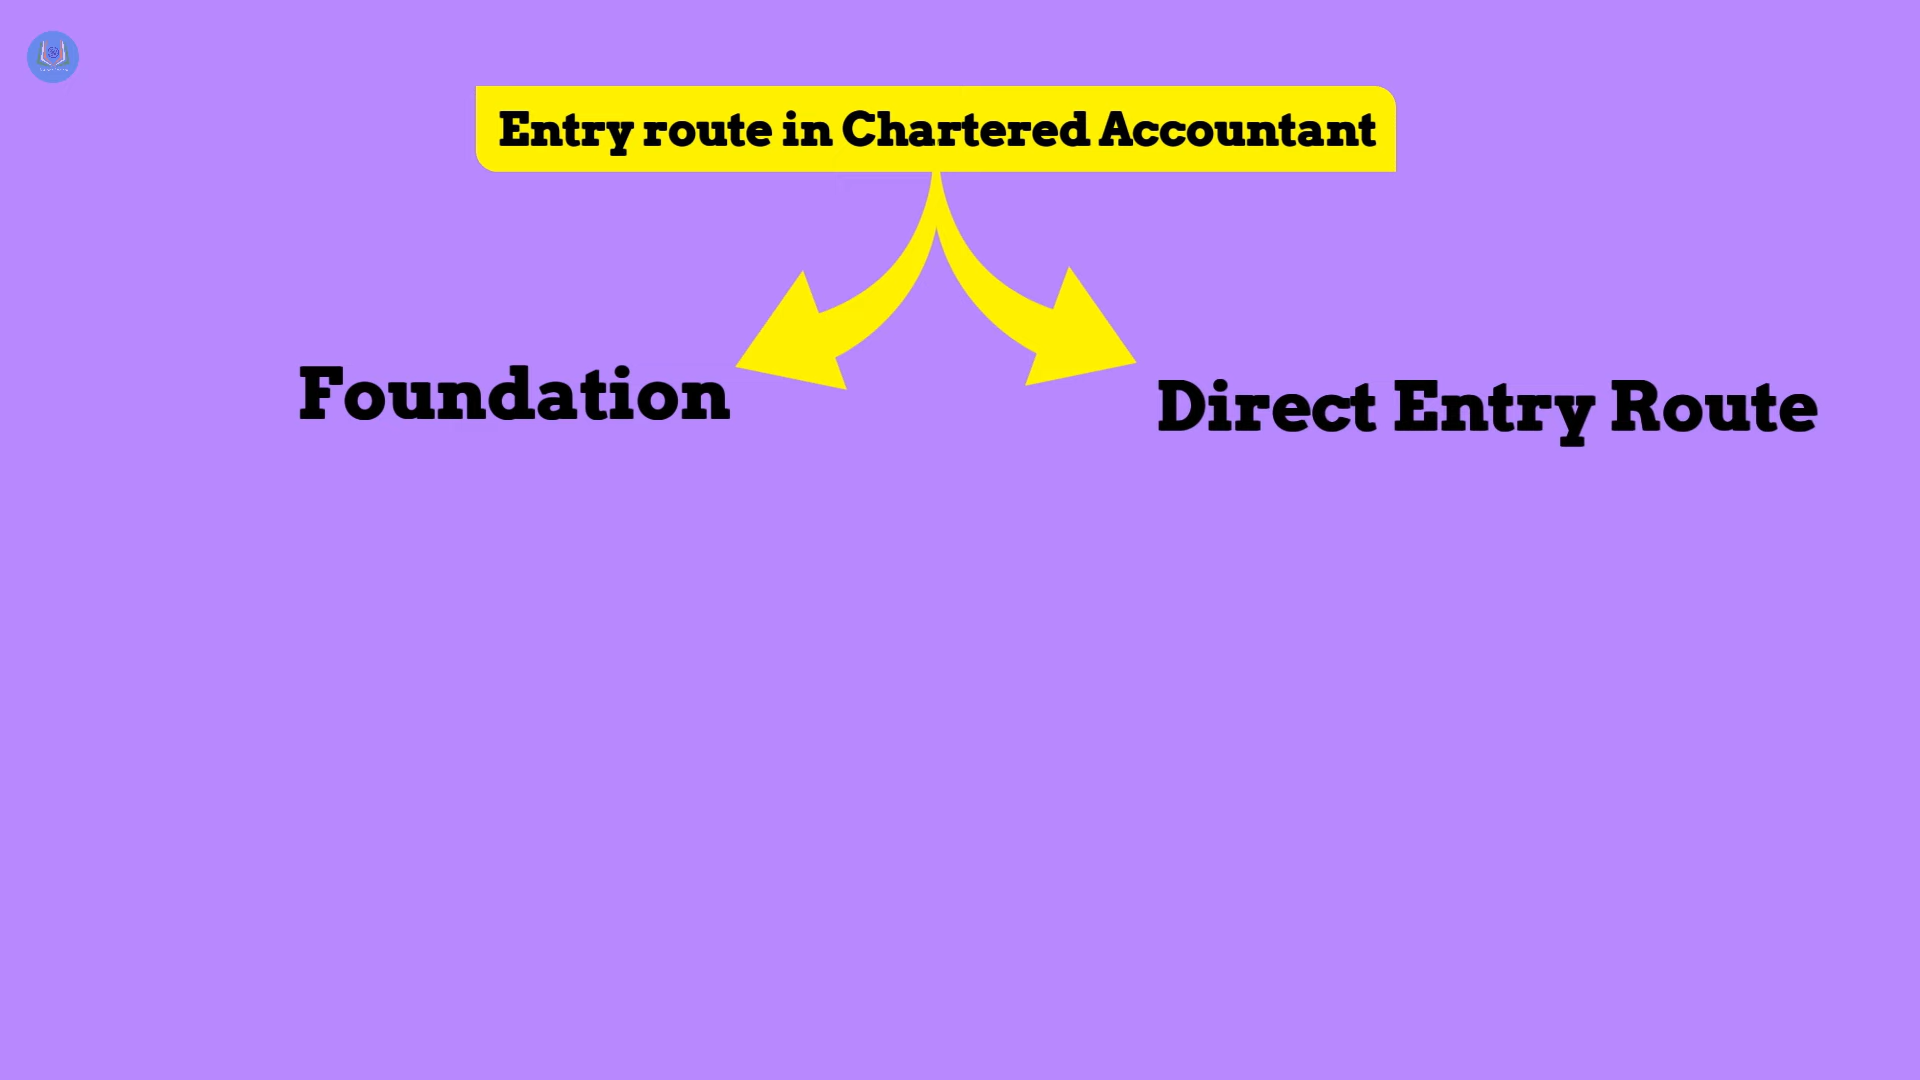 Entry route in Chartered Accountant
Foundation
Direct Entry Route